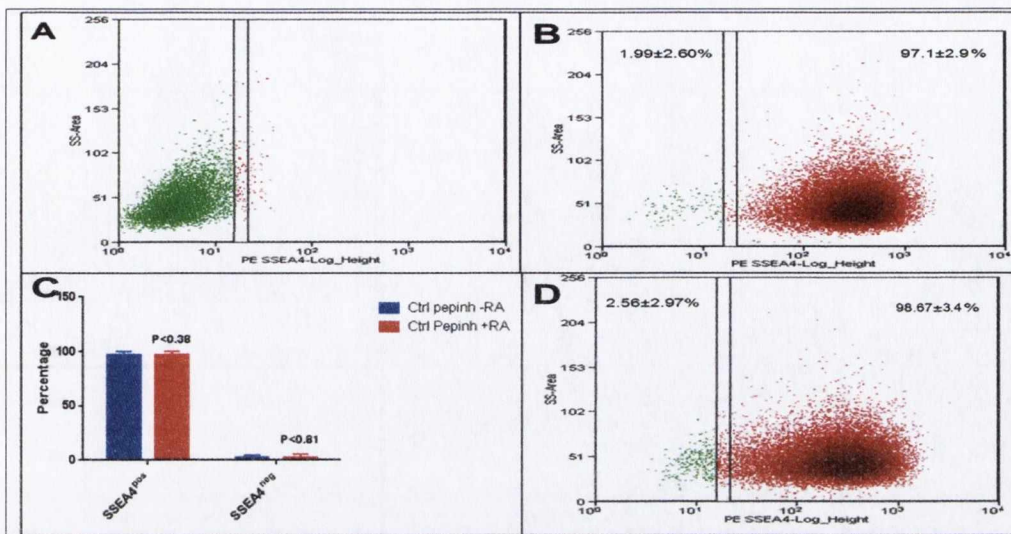 A
256
204
153
102
51
0
SS-Area
10⁰ 10¹ 10² 10³ 10⁴
PE SSEA4-Log_Height
B
1.99±2.60% 97.1±2.9%
256
204
153
102
51
0
SS-Area
10⁰ 10² 10³ 10⁴
PE SSEA4-Log_Height
C
150
100
50
0
Percentage
P<0.38
P<0.81
SSEA4 pos
SSEA4 neg
Ctrl pepinh -RA
Ctrl Pepinh +RA
D
2.56±2.97% 98.67±3.4%
256
204
153
102
51
0
SS-Area
10⁰ 10¹ 10² 10³ 10⁴
PE SSEA4-Log_Height